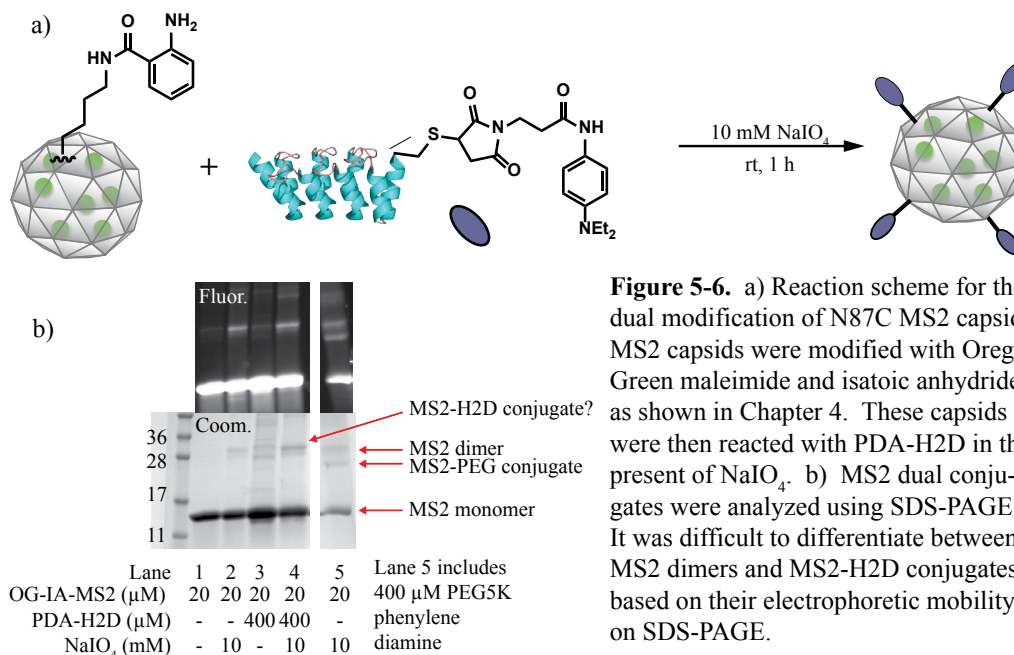 a)
NH2
HN
O
O
S
N
O
O
NH
NEt2
+
10 mM NaIO4
rt, 1 h
b)
Fluor.
Coom.
36
28
17
11
MS2-H2D conjugate?
MS2 dimer
MS2-PEG conjugate
MS2 monomer
Lane 1 2 3 4 5
OG-IA-MS2 (µM) 20 20 20 20 20
PDA-H2D (µM) - - 400 400
NaIO4 (mM) - 10 - 10 10
Lane 5 includes
400 µM PEG5K
phenylene
diamine
Figure 5-6. a) Reaction scheme for the
dual modification of N87C MS2 capsid
MS2 capsids were modified with Oreg
Green maleimide and isatoic anhydride
as shown in Chapter 4. These capsids
were then reacted with PDA-H2D in th
present of NaIO4. b) MS2 dual conju-
gates were analyzed using SDS-PAGE
It was difficult to differentiate between
MS2 dimers and MS2-H2D conjugates
based on their electrophoretic mobility
on SDS-PAGE.